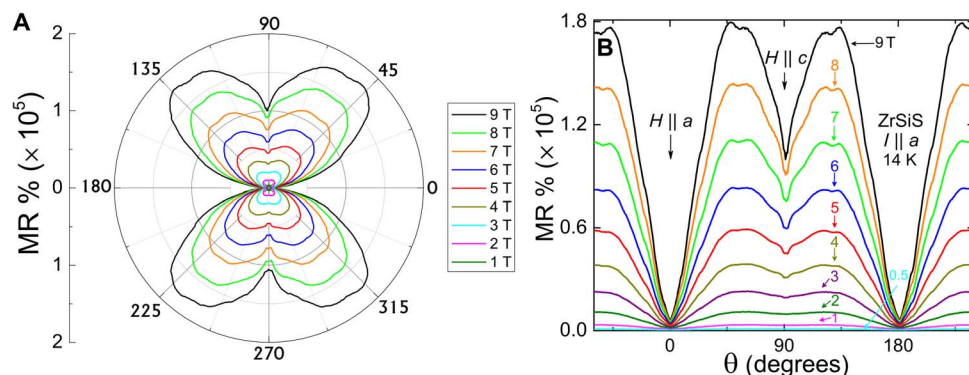 A
MR % (× 10⁵)
2
1
0
1
2
90
135
45
180
0
225
315
270
9 T
8 T
7 T
6 T
5 T
4 T
3 T
2 T
1 T
B
MR % (× 10⁵)
1.8
1.2
0.6
0.0
H || a
H || c
9 T
8
7
6
5
4
3
2
1
0.5
ZrSiS
I || a
14 K
0
90
180
θ (degrees)